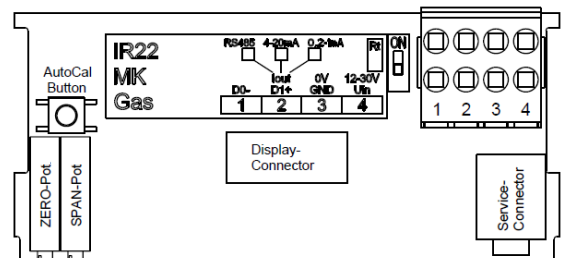 IR22
MK
Gas
RS485 4-20mA 0,2-1mA
Rt
ON
Iout 0V 12-30V
D0- D1+ GND Uin
1 2 3 4
1 2 3 4
AutoCal
Button
ZERO-Pot.
SPAN-Pot
Display-
Connector
Service-
Connector